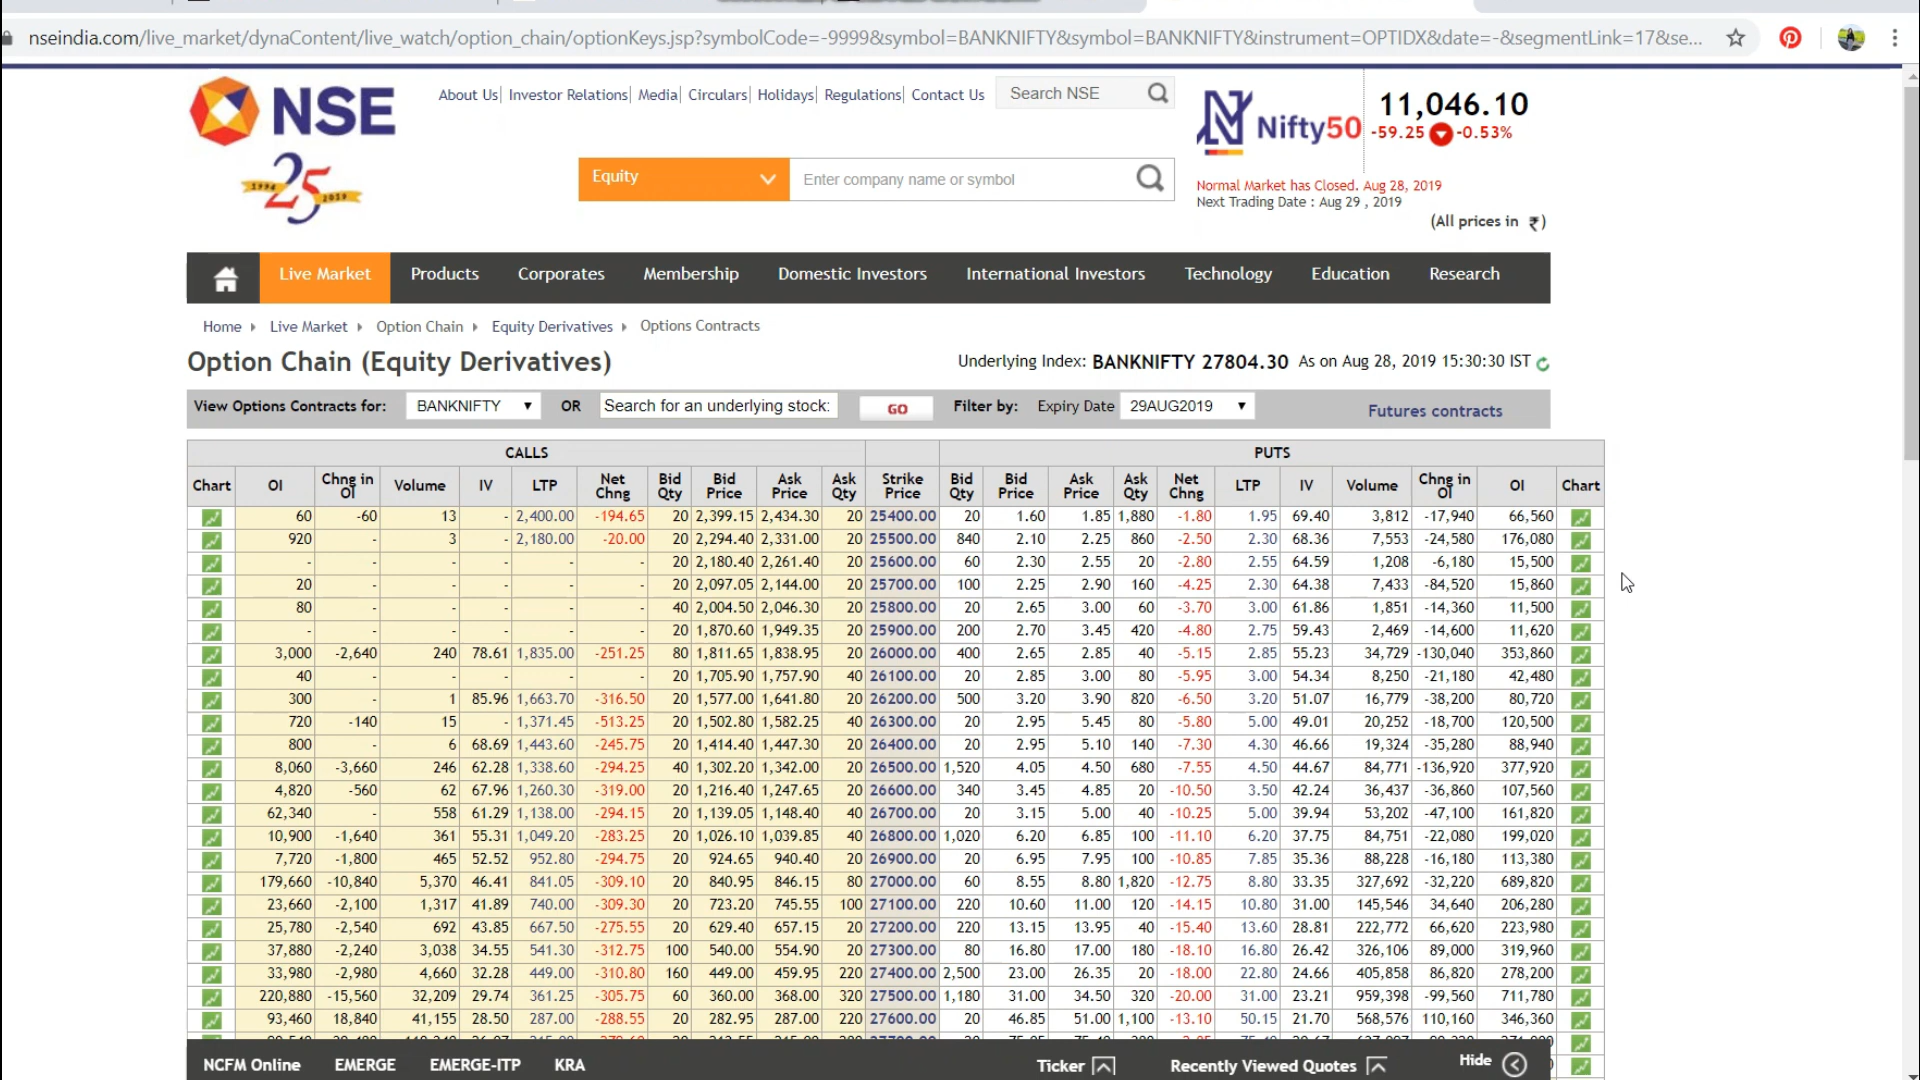 nseindia.com/live_market/dynaContent/live_watch/option_chain/optionKeys.jsp?symbolCode=-9999&symbol=BANKNIFTY&symbol=BANKNIFTY&instrument=OPTIDX&date=-&segmentLink=17&se...
NSE
1994 25 2019
About Us| Investor Relations| Media| Circulars| Holidays| Regulations| Contact Us
Search NSE
Equity
Enter company name or symbol
Nifty50
11,046.10
-59.25 -0.53%
Normal Market has Closed. Aug 28, 2019
Next Trading Date : Aug 29 , 2019
(All prices in ₹)
Live Market Products Corporates Membership Domestic Investors International Investors Technology Education Research
Home Live Market Option Chain Equity Derivatives Options Contracts
Option Chain (Equity Derivatives)
Underlying Index: BANKNIFTY 27804.30 As on Aug 28, 2019 15:30:30 IST
View Options Contracts for: BANKNIFTY OR Search for an underlying stock: GO Filter by: Expiry Date 29AUG2019 Futures contracts
CALLS PUTS
Chart OI Chng in OI Volume IV LTP Net Chng Bid Qty Bid Price Ask Price Ask Qty Strike Price Bid Qty Bid Price Ask Price Ask Qty Net Chng LTP IV Volume Chng in OI OI Chart
60 -60 13 - 2,400.00 -194.65 20 2,399.15 2,434.30 20 25400.00 20 1.60 1.85 1,880 -1.80 1.95 69.40 3,812 -17,940 66,560
920 - 3 - 2,180.00 -20.00 20 2,294.40 2,331.00 20 25500.00 840 2.10 2.25 860 -2.50 2.30 68.36 7,553 -24,580 176,080
- - - - - - 20 2,180.40 2,261.40 20 25600.00 60 2.30 2.55 20 -2.80 2.55 64.59 1,208 -6,180 15,500
20 - - - - - 20 2,097.05 2,144.00 20 25700.00 100 2.25 2.90 160 -4.25 2.30 64.38 7,433 -84,520 15,860
80 - - - - - 40 2,004.50 2,046.30 20 25800.00 20 2.65 3.00 60 -3.70 3.00 61.86 1,851 -14,360 11,500
- - - - - - 20 1,870.60 1,949.35 20 25900.00 200 2.70 3.45 420 -4.80 2.75 59.43 2,469 -14,600 11,620
3,000 -2,640 240 78.61 1,835.00 -251.25 80 1,811.65 1,838.95 20 26000.00 400 2.65 2.85 40 -5.15 2.85 55.23 34,729 -130,040 353,860
40 - - - - - 20 1,705.90 1,757.90 40 26100.00 20 2.85 3.00 80 -5.95 3.00 54.34 8,250 -21,180 42,480
300 - 1 85.96 1,663.70 -316.50 20 1,577.00 1,641.80 20 26200.00 500 3.20 3.90 820 -6.50 3.20 51.07 16,779 -38,200 80,720
720 -140 15 - 1,371.45 -513.25 20 1,502.80 1,582.25 40 26300.00 20 2.95 5.45 80 -5.80 5.00 49.01 20,252 -18,700 120,500
800 - 6 68.69 1,443.60 -245.75 20 1,414.40 1,447.30 20 26400.00 20 2.95 5.10 140 -7.30 4.30 46.66 19,324 -35,280 88,940
8,060 -3,660 246 62.28 1,338.60 -294.25 40 1,302.20 1,342.00 20 26500.00 1,520 4.05 4.50 680 -7.55 4.50 44.67 84,771 -136,920 377,920
4,820 -560 62 67.96 1,260.30 -319.00 20 1,216.40 1,247.65 20 26600.00 340 3.45 4.85 20 -10.50 3.50 42.24 36,437 -36,860 107,560
62,340 - 558 61.29 1,138.00 -294.15 20 1,139.05 1,148.40 40 26700.00 20 3.15 5.00 40 -10.25 5.00 39.94 53,202 -47,100 161,820
10,900 -1,640 361 55.31 1,049.20 -283.25 20 1,026.10 1,039.85 40 26800.00 1,020 6.20 6.85 100 -11.10 6.20 37.75 84,751 -22,080 199,020
7,720 -1,800 465 52.52 952.80 -294.75 20 924.65 940.40 20 26900.00 20 6.95 7.95 100 -10.85 7.85 35.36 88,228 -16,180 113,380
179,660 -10,840 5,370 46.41 841.05 -309.10 20 840.95 846.15 80 27000.00 60 8.55 8.80 1,820 -12.75 8.80 33.35 327,692 -32,220 689,820
23,660 -2,100 1,317 41.89 740.00 -309.30 20 723.20 745.55 100 27100.00 220 10.60 11.00 120 -14.15 10.80 31.00 145,546 34,640 206,280
25,780 -2,540 692 43.85 667.50 -275.55 20 629.40 657.15 20 27200.00 220 13.15 13.95 40 -15.40 13.60 28.81 222,772 66,620 223,980
37,880 -2,240 3,038 34.55 541.30 -312.75 100 540.00 554.90 20 27300.00 80 16.80 17.00 180 -18.10 16.80 26.42 326,106 89,000 319,960
33,980 -2,980 4,660 32.28 449.00 -310.80 160 449.00 459.95 220 27400.00 2,500 23.00 26.35 20 -18.00 22.80 24.66 405,858 86,820 278,200
220,880 -15,560 32,209 29.74 361.25 -305.75 60 360.00 368.00 320 27500.00 1,180 31.00 34.50 320 -20.00 31.00 23.21 959,398 -99,560 711,780
93,460 18,840 41,155 28.50 287.00 -288.55 20 282.95 287.00 220 27600.00 20 46.85 51.00 1,100 -13.10 50.15 21.70 568,576 110,160 346,360
NCFM Online EMERGE EMERGE-ITP KRA Ticker Recently Viewed Quotes Hide